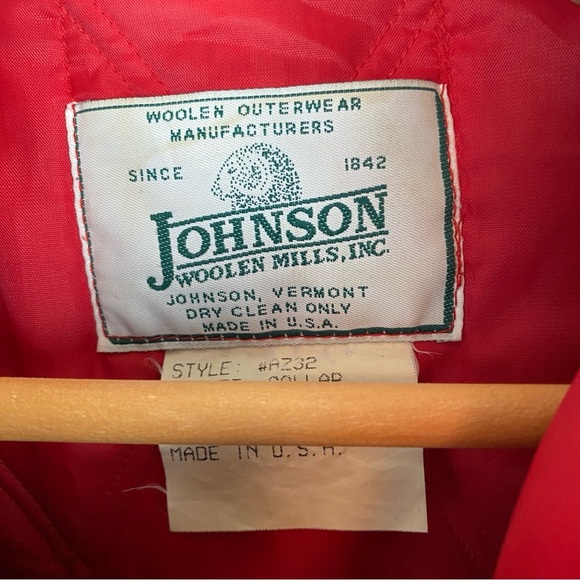 WOOLEN OUTERWEAR
MANUFACTURERS
SINCE 1842
JOHNSON
WOOLEN MILLS, INC.
JOHNSON, VERMONT
DRY CLEAN ONLY
MADE IN U.S.A.
STYLE: #AZ32
COLLAR
MADE IN U.S.A.